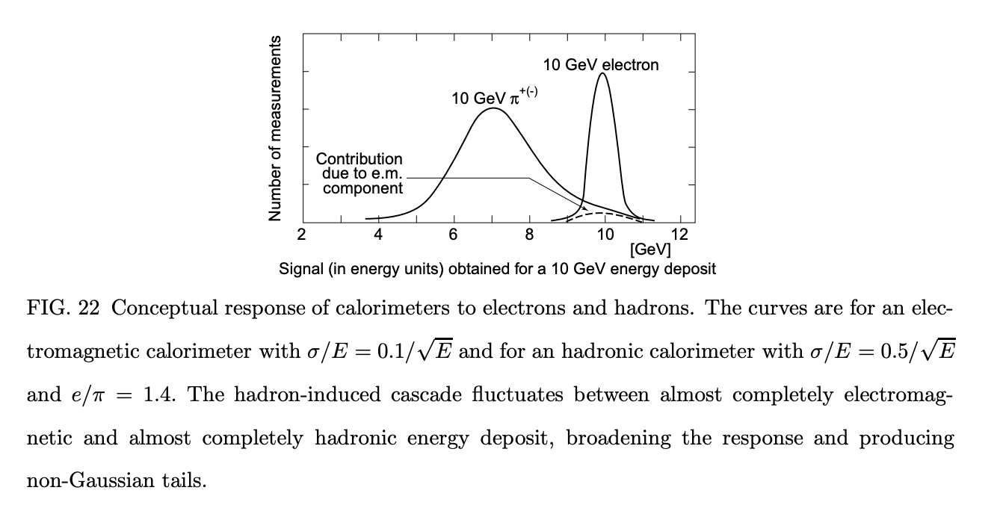 Number of measurements
10 GeV electron
10 GeV π⁺⁽⁻⁾
Contribution
due to e.m.
component
2 4 6 8 10 12
[GeV]
Signal (in energy units) obtained for a 10 GeV energy deposit
FIG. 22 Conceptual response of calorimeters to electrons and hadrons. The curves are for an elec-
tromagnetic calorimeter with σ/E = 0.1/√E and for an hadronic calorimeter with σ/E = 0.5/√E
and e/π = 1.4. The hadron-induced cascade fluctuates between almost completely electromag-
netic and almost completely hadronic energy deposit, broadening the response and producing
non-Gaussian tails.